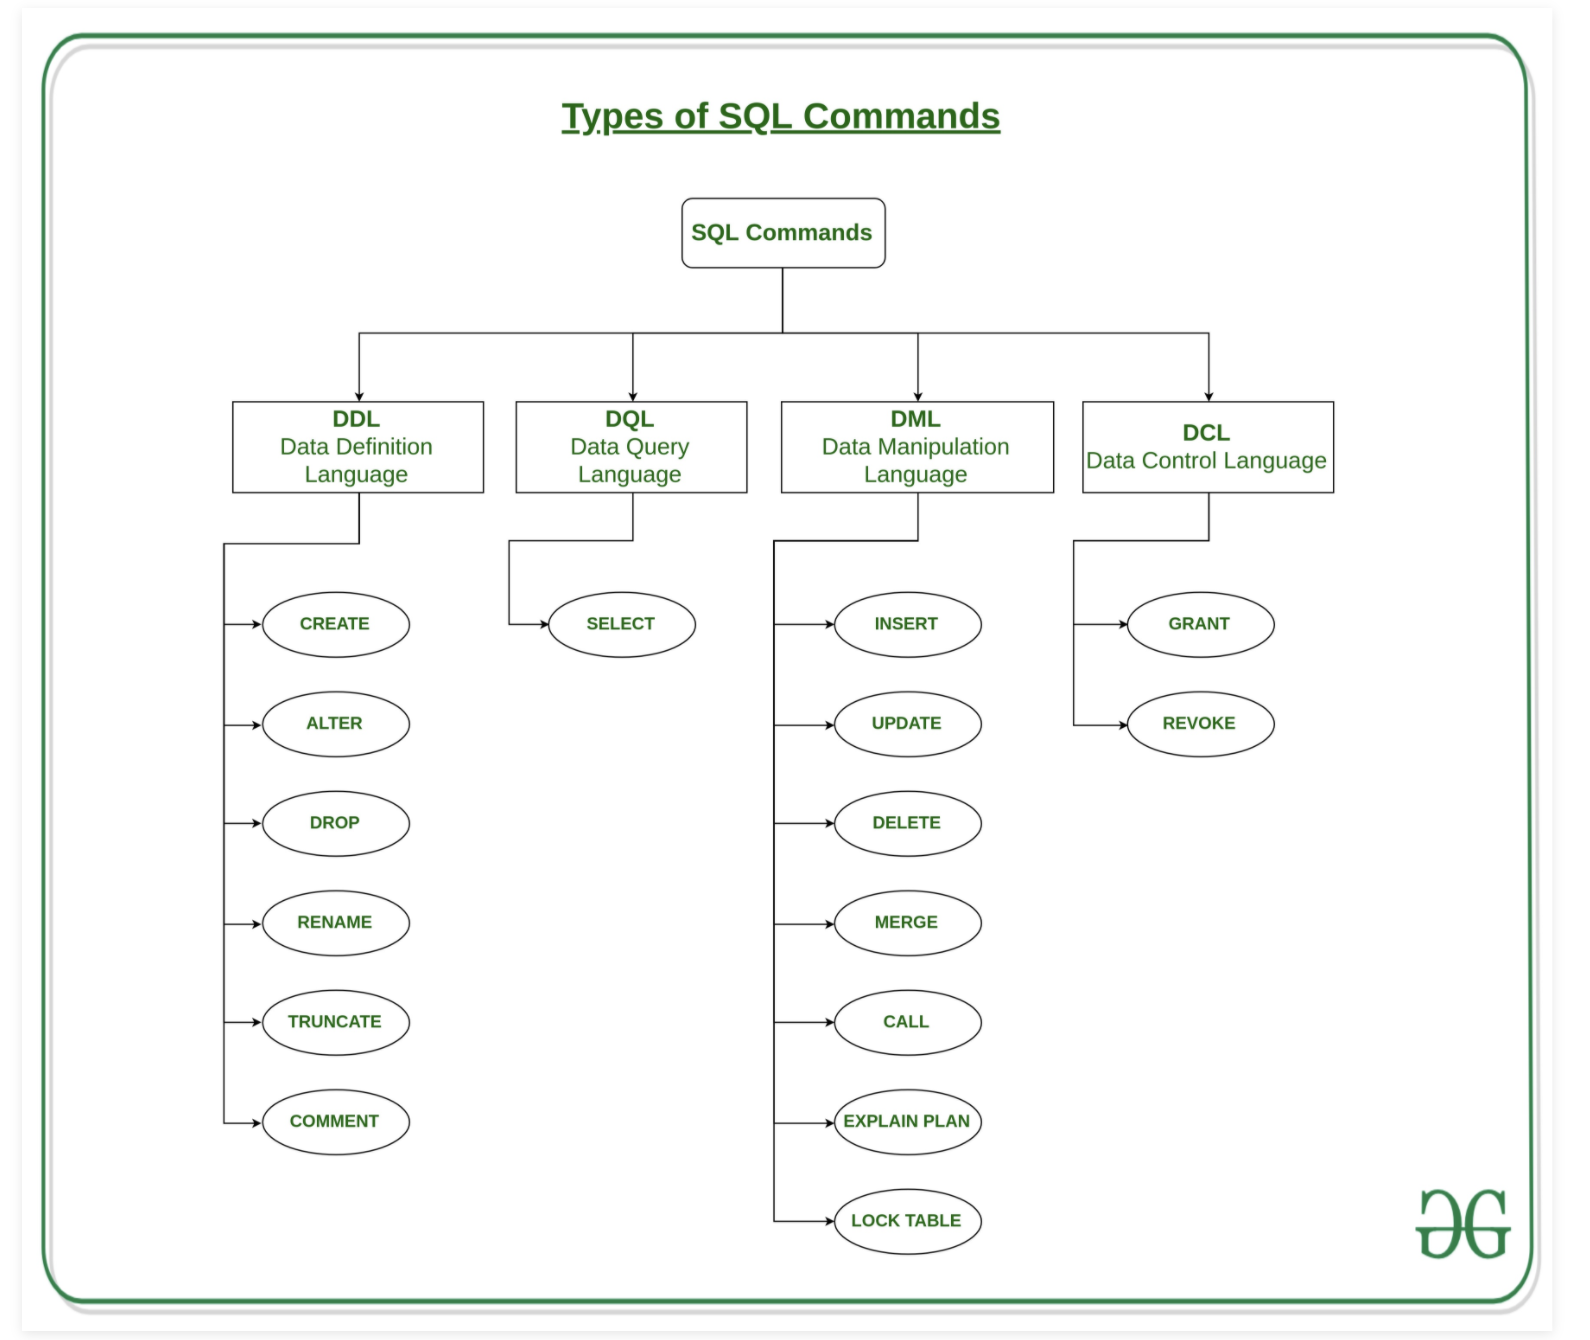 Types of SQL Commands
SQL Commands
DDL
Data Definition
Language
DQL
Data Query
Language
DML
Data Manipulation
Language
DCL
Data Control Language
CREATE
ALTER
DROP
RENAME
TRUNCATE
COMMENT
SELECT
INSERT
UPDATE
DELETE
MERGE
CALL
EXPLAIN PLAN
LOCK TABLE
GRANT
REVOKE